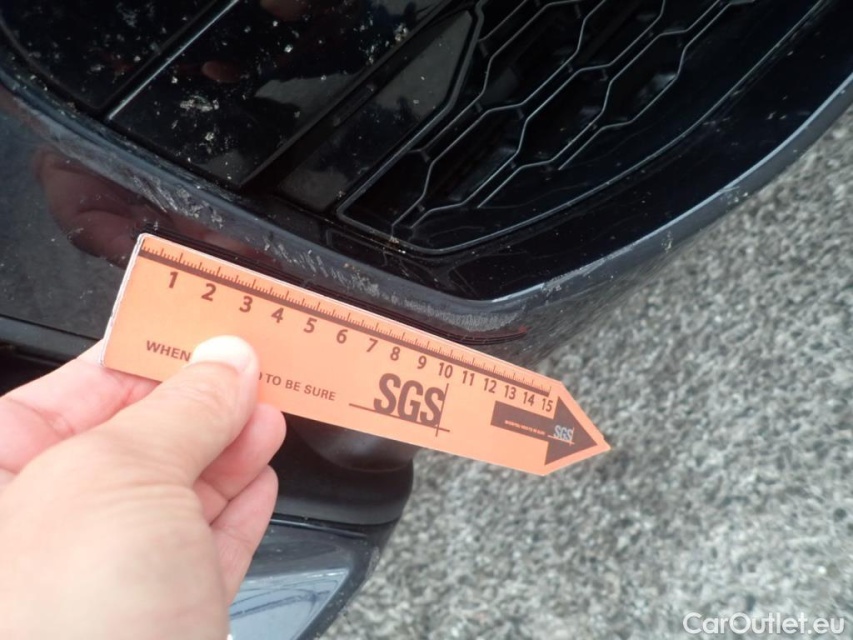 1 2 3 4 5 6 7 8 9 10 11 12 13 14 15
WHEN TO BE SURE
SGS
SGS
CarOutlet.eu